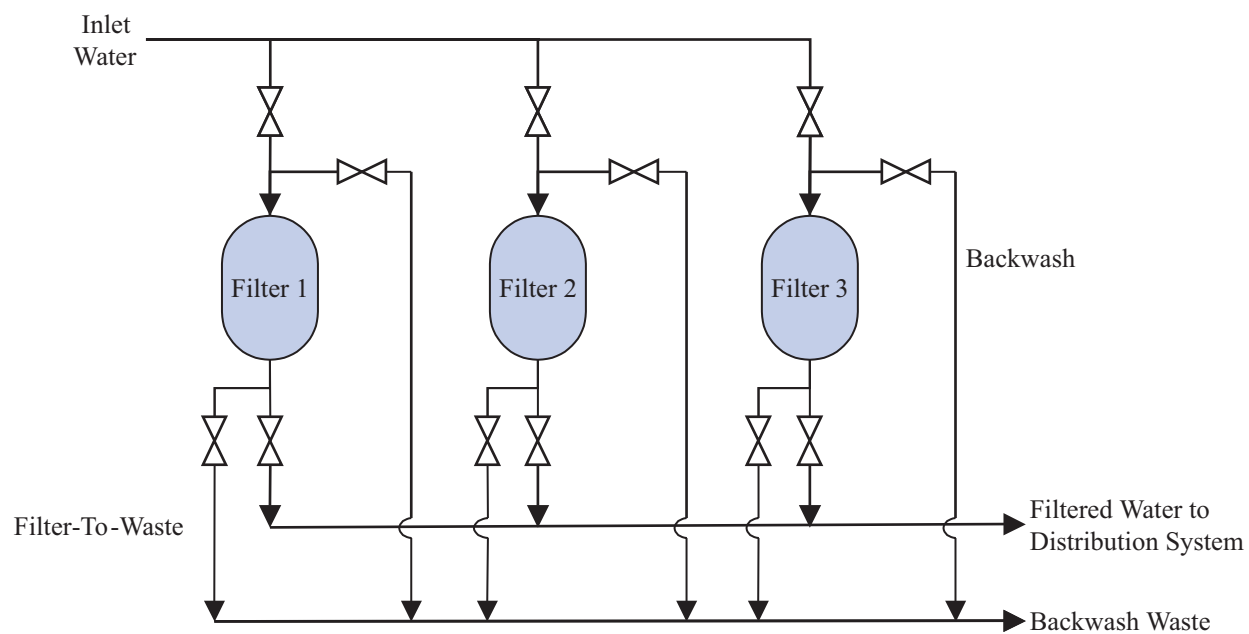 Inlet
Water
Filter 1
Filter 2
Filter 3
Backwash
Filter-To-Waste
Filtered Water to
Distribution System
Backwash Waste